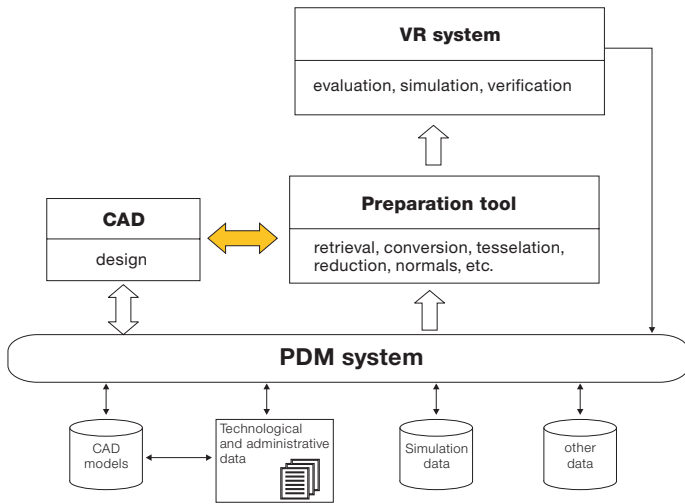 VR system
evaluation, simulation, verification
CAD
design
Preparation tool
retrieval, conversion, tesselation,
reduction, normals, etc.
PDM system
CAD
models
Technological
and administrative
data
Simulation
data
other
data